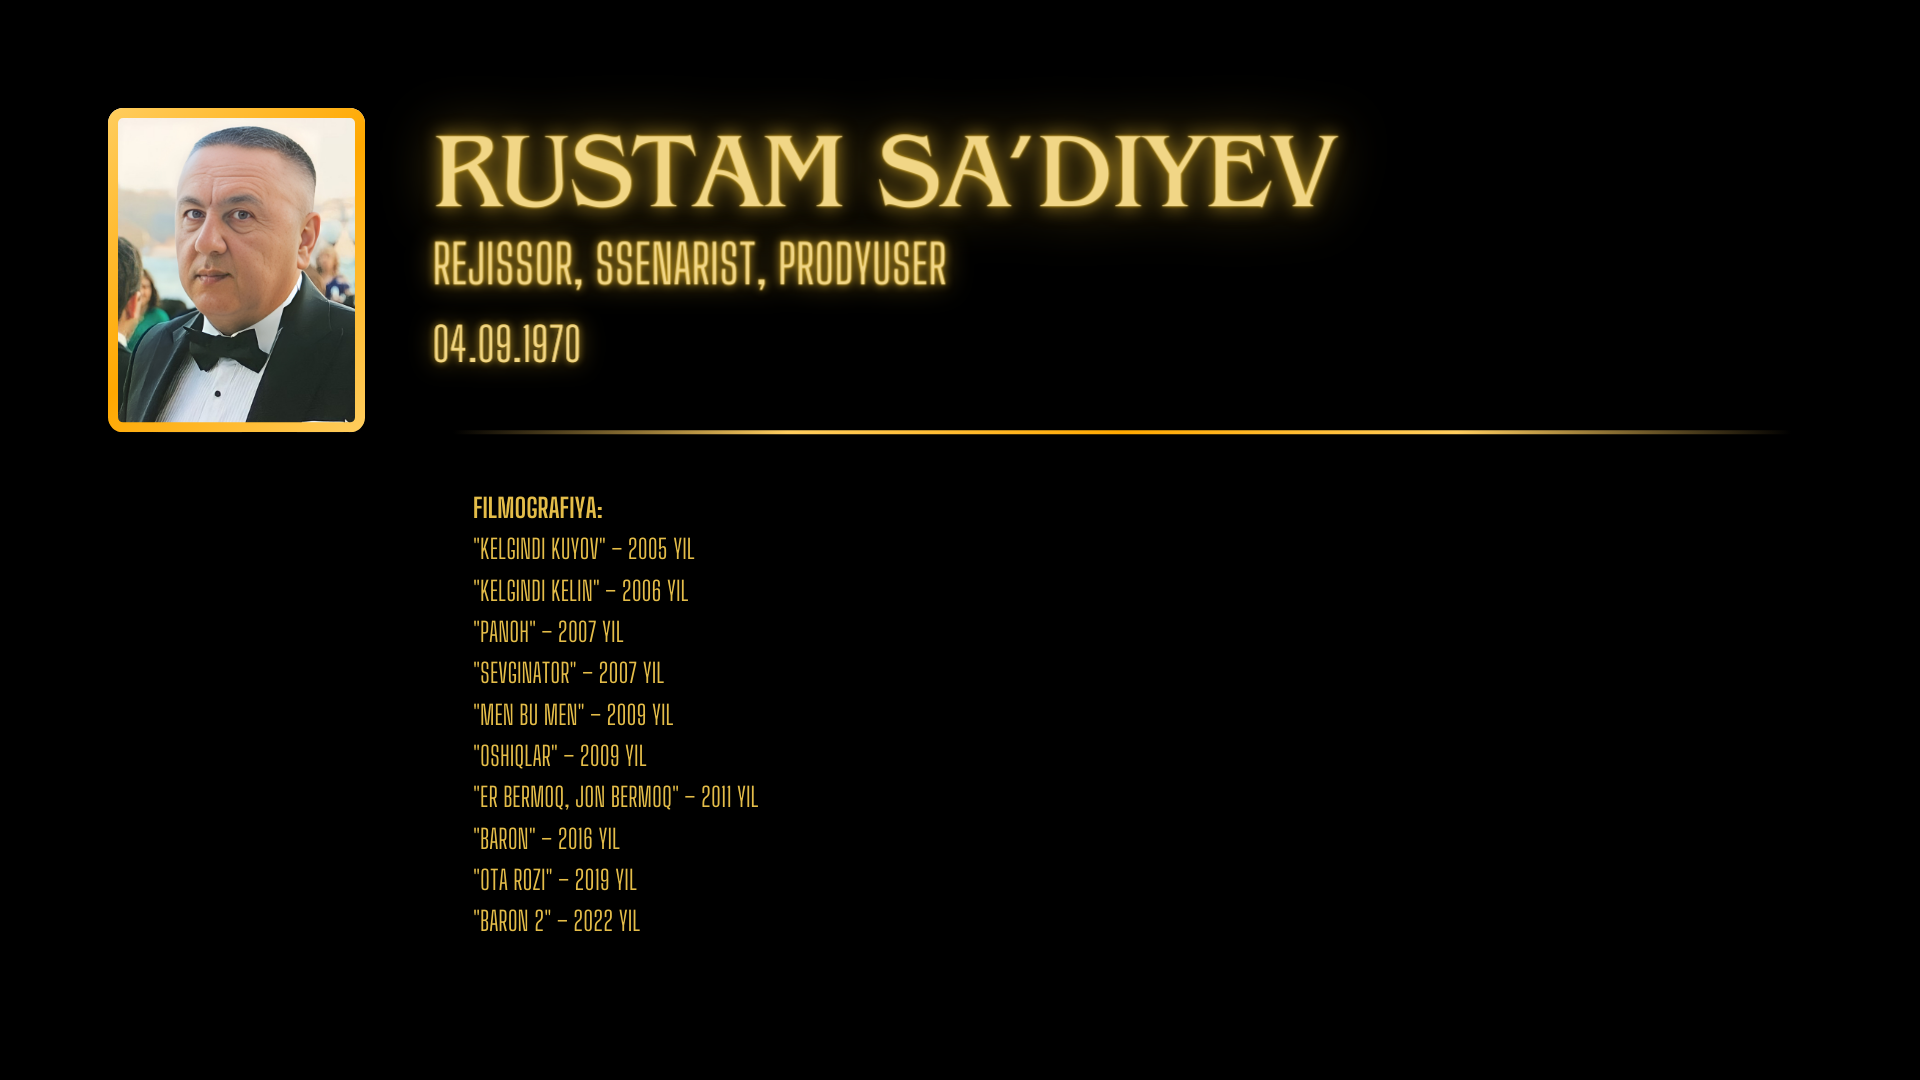 RUSTAM SA’DIYEV
REJISSOR, SSENARIST, PRODYUSER
04.09.1970
FILMOGRAFIYA:
"KELGINDI KUYOV" – 2005 YIL
"KELGINDI KELIN" – 2006 YIL
"PANOH" – 2007 YIL
"SEVGINATOR" – 2007 YIL
"MEN BU MEN" – 2009 YIL
"OSHIQLAR" – 2009 YIL
"ER BERMOQ, JON BERMOQ" – 2011 YIL
"BARON" – 2016 YIL
"OTA ROZI" – 2019 YIL
"BARON 2" – 2022 YIL